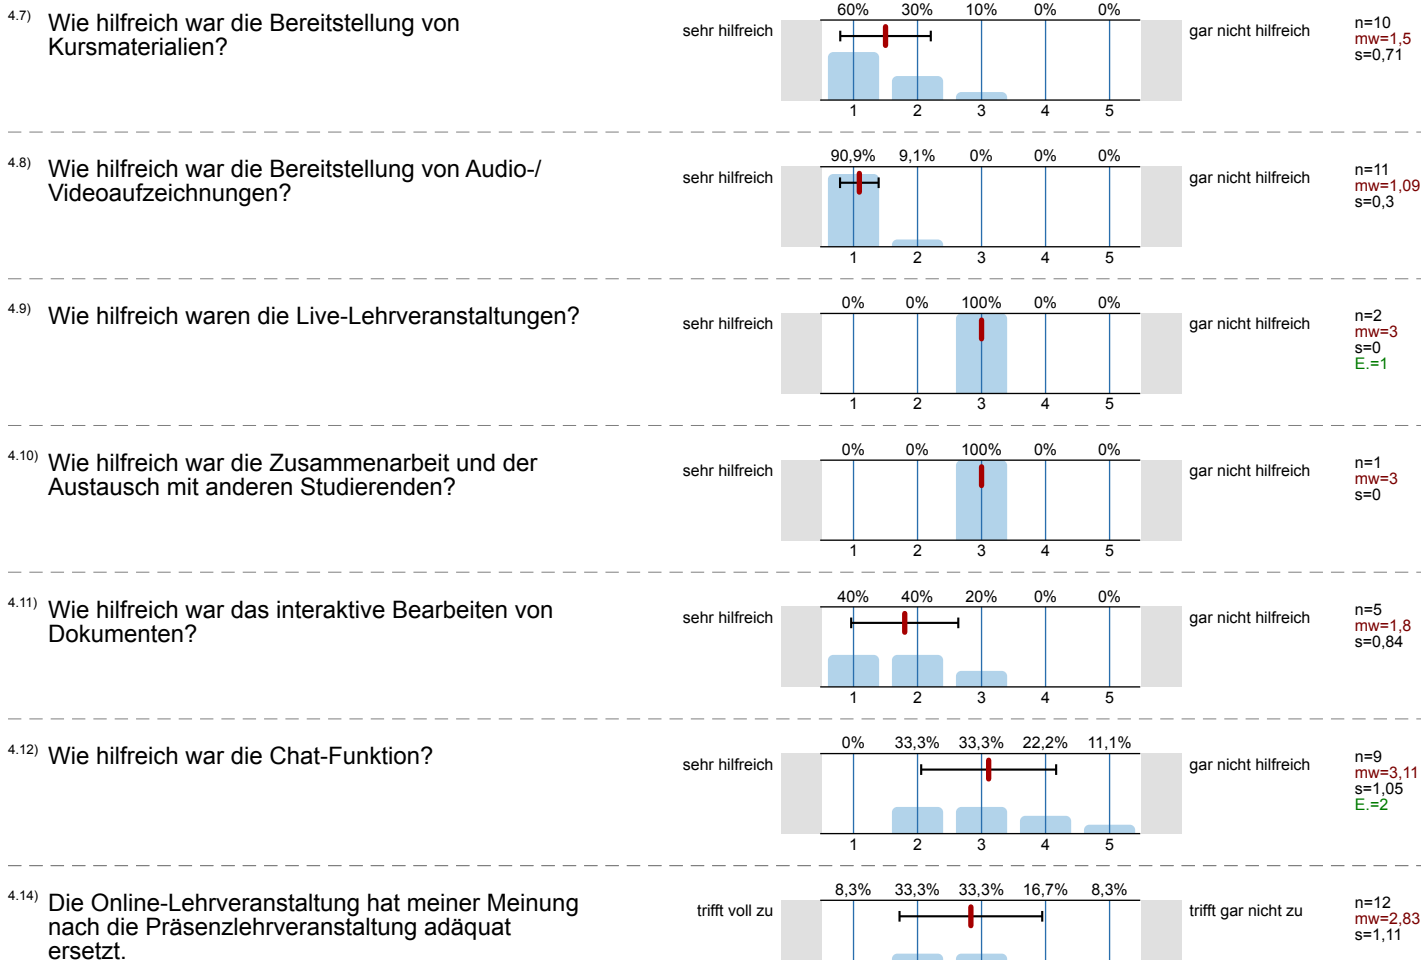 4.7) Wie hilfreich war die Bereitstellung von
Kursmaterialien?
sehr hilfreich
60% 30% 10% 0% 0%
1 2 3 4 5
gar nicht hilfreich
n=10
mw=1,5
s=0,71
4.8) Wie hilfreich war die Bereitstellung von Audio-/
Videoaufzeichnungen?
sehr hilfreich
90,9% 9,1% 0% 0% 0%
1 2 3 4 5
gar nicht hilfreich
n=11
mw=1,09
s=0,3
4.9) Wie hilfreich waren die Live-Lehrveranstaltungen?
sehr hilfreich
0% 0% 100% 0% 0%
1 2 3 4 5
gar nicht hilfreich
n=2
mw=3
s=0
E.=1
4.10) Wie hilfreich war die Zusammenarbeit und der
Austausch mit anderen Studierenden?
sehr hilfreich
0% 0% 100% 0% 0%
1 2 3 4 5
gar nicht hilfreich
n=1
mw=3
s=0
4.11) Wie hilfreich war das interaktive Bearbeiten von
Dokumenten?
sehr hilfreich
40% 40% 20% 0% 0%
1 2 3 4 5
gar nicht hilfreich
n=5
mw=1,8
s=0,84
4.12) Wie hilfreich war die Chat-Funktion?
sehr hilfreich
0% 33,3% 33,3% 22,2% 11,1%
1 2 3 4 5
gar nicht hilfreich
n=9
mw=3,11
s=1,05
E.=2
4.14) Die Online-Lehrveranstaltung hat meiner Meinung
nach die Präsenzlehrveranstaltung adäquat
ersetzt.
trifft voll zu
8,3% 33,3% 33,3% 16,7% 8,3%
trifft gar nicht zu
n=12
mw=2,83
s=1,11